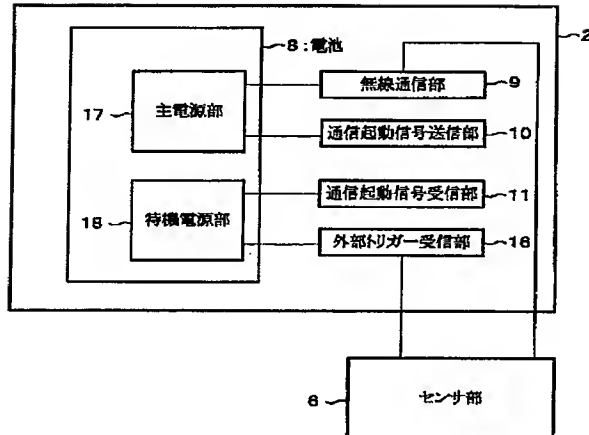 2
8:電池
17
主電源部
無線通信部
9
通信起動信号送信部
10
通信起動信号受信部
11
18
待機電源部
外部トリガー受信部
16
6
センサ部